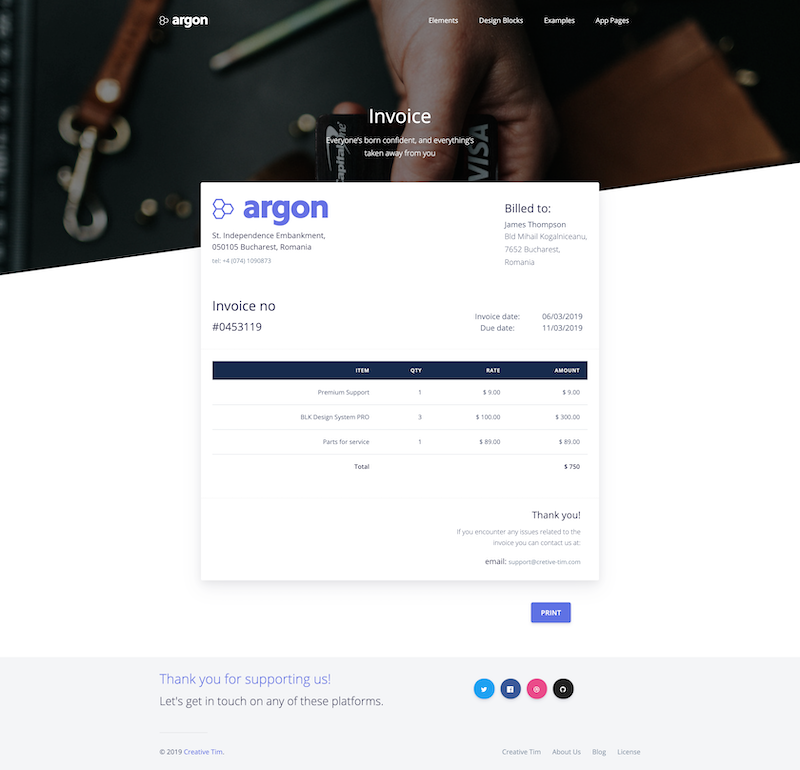 argon
Elements Design Blocks Examples App Pages
Invoice
Everyone's born confident, and everything's
taken away from you
Capital One
VISA
argon
St. Independence Embankment,
050105 Bucharest, Romania
tel: +4 (074) 1090873
Billed to:
James Thompson
Bld Mihail Kogalniceanu,
7652 Bucharest,
Romania
Invoice no
#0453119
Invoice date: 06/03/2019
Due date: 11/03/2019
ITEM QTY RATE AMOUNT
Premium Support 1 $ 9.00 $ 9.00
BLK Design System PRO 3 $ 100.00 $ 300.00
Parts for service 1 $ 89.00 $ 89.00
Total $ 750
Thank you!
If you encounter any issues related to the
invoice you can contact us at:
email: support@cretive-tim.com
PRINT
Thank you for supporting us!
Let's get in touch on any of these platforms.
© 2019 Creative Tim.
Creative Tim About Us Blog License